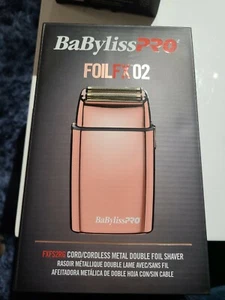 BaBylissPRO®
FOILFX02
BaBylissPRO
FXFS2RG CORD/CORDLESS METAL DOUBLE FOIL SHAVER
RASOIR MÉTALLIQUE DOUBLE LAME AVEC/SANS FIL
AFEITADORA METÁLICA DE DOBLE HOJA CON/SIN CABLE